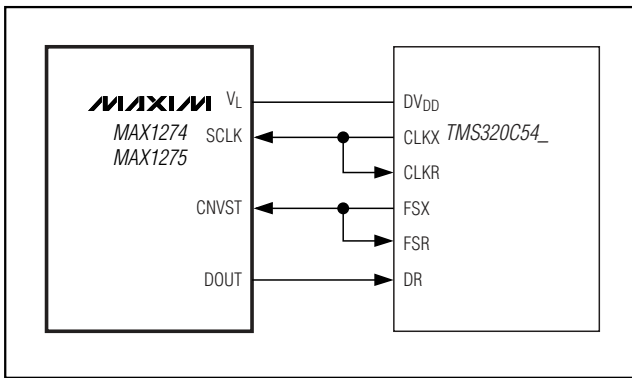 MAXIM
MAX1274
MAX1275
VL
SCLK
CNVST
DOUT
DVDD
CLKX
CLKR
FSX
FSR
DR
TMS320C54_